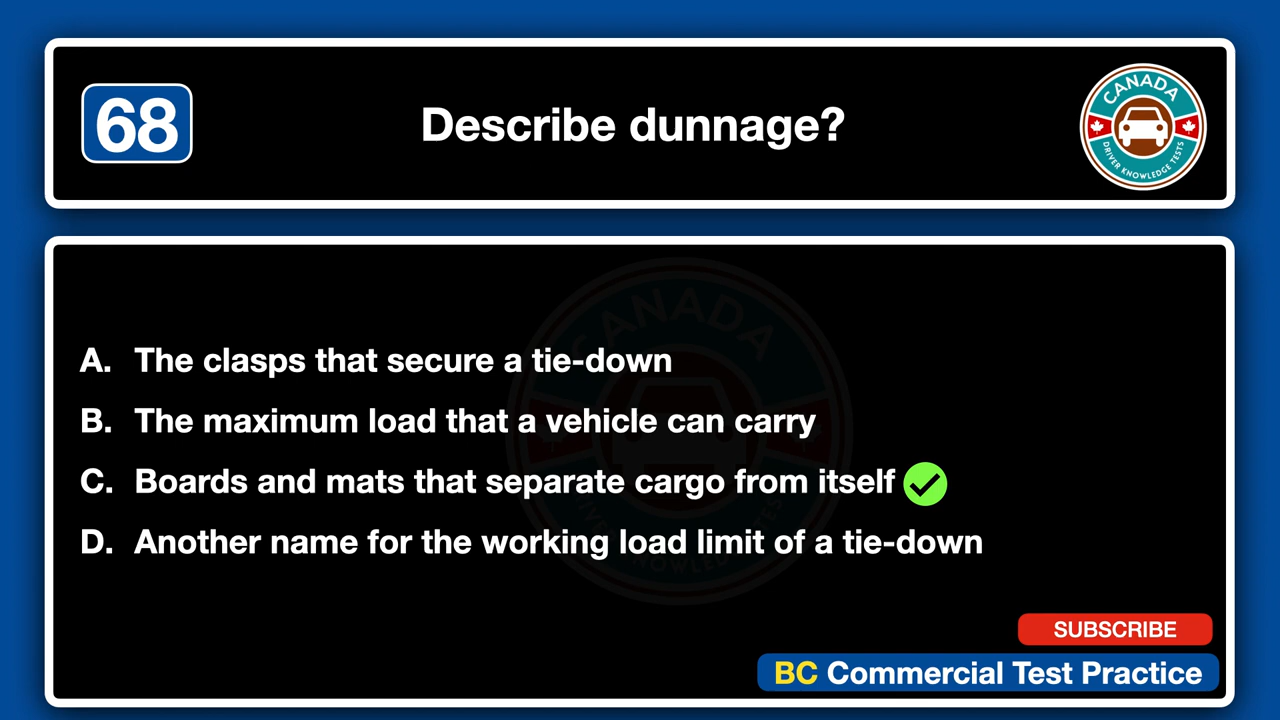 68
Describe dunnage?
CANADA
DRIVER KNOWLEDGE TESTS
A. The clasps that secure a tie-down
B. The maximum load that a vehicle can carry
C. Boards and mats that separate cargo from itself
D. Another name for the working load limit of a tie-down
CANADA
SUBSCRIBE
BC Commercial Test Practice